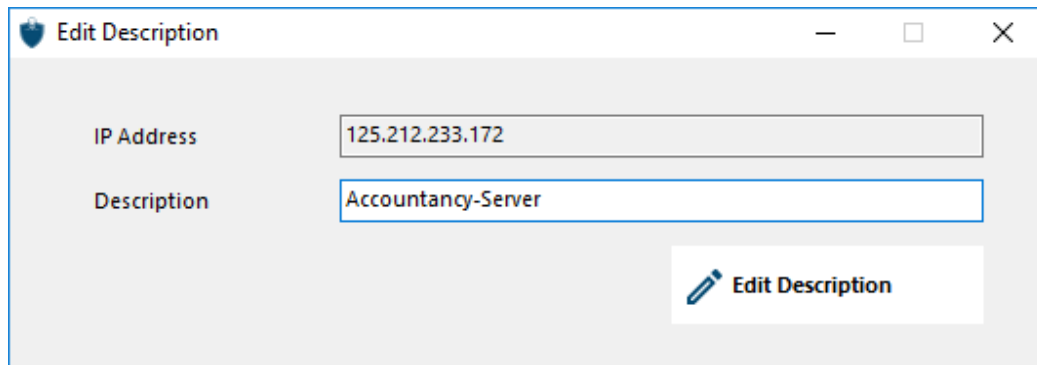 Edit Description
IP Address 125.212.233.172
Description Accountancy-Server
Edit Description